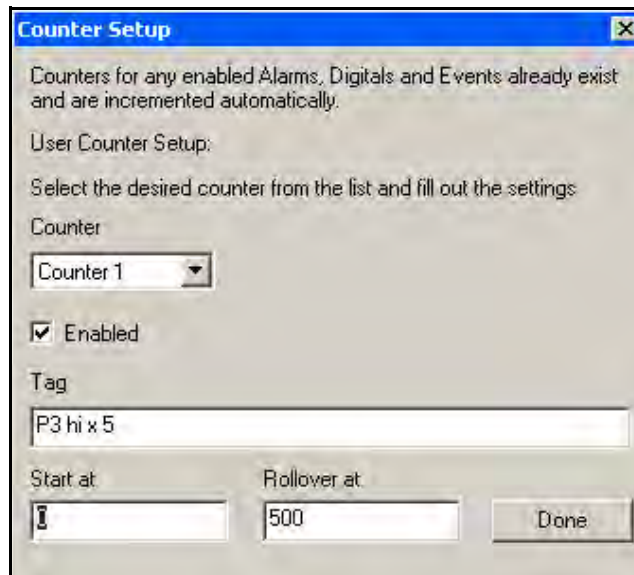 Counter Setup
Counters for any enabled Alarms, Digitals and Events already exist
and are incremented automatically.
User Counter Setup:
Select the desired counter from the list and fill out the settings
Counter
Counter 1
Enabled
Tag
P3 hi x 5
Start at
Rollover at
500
Done